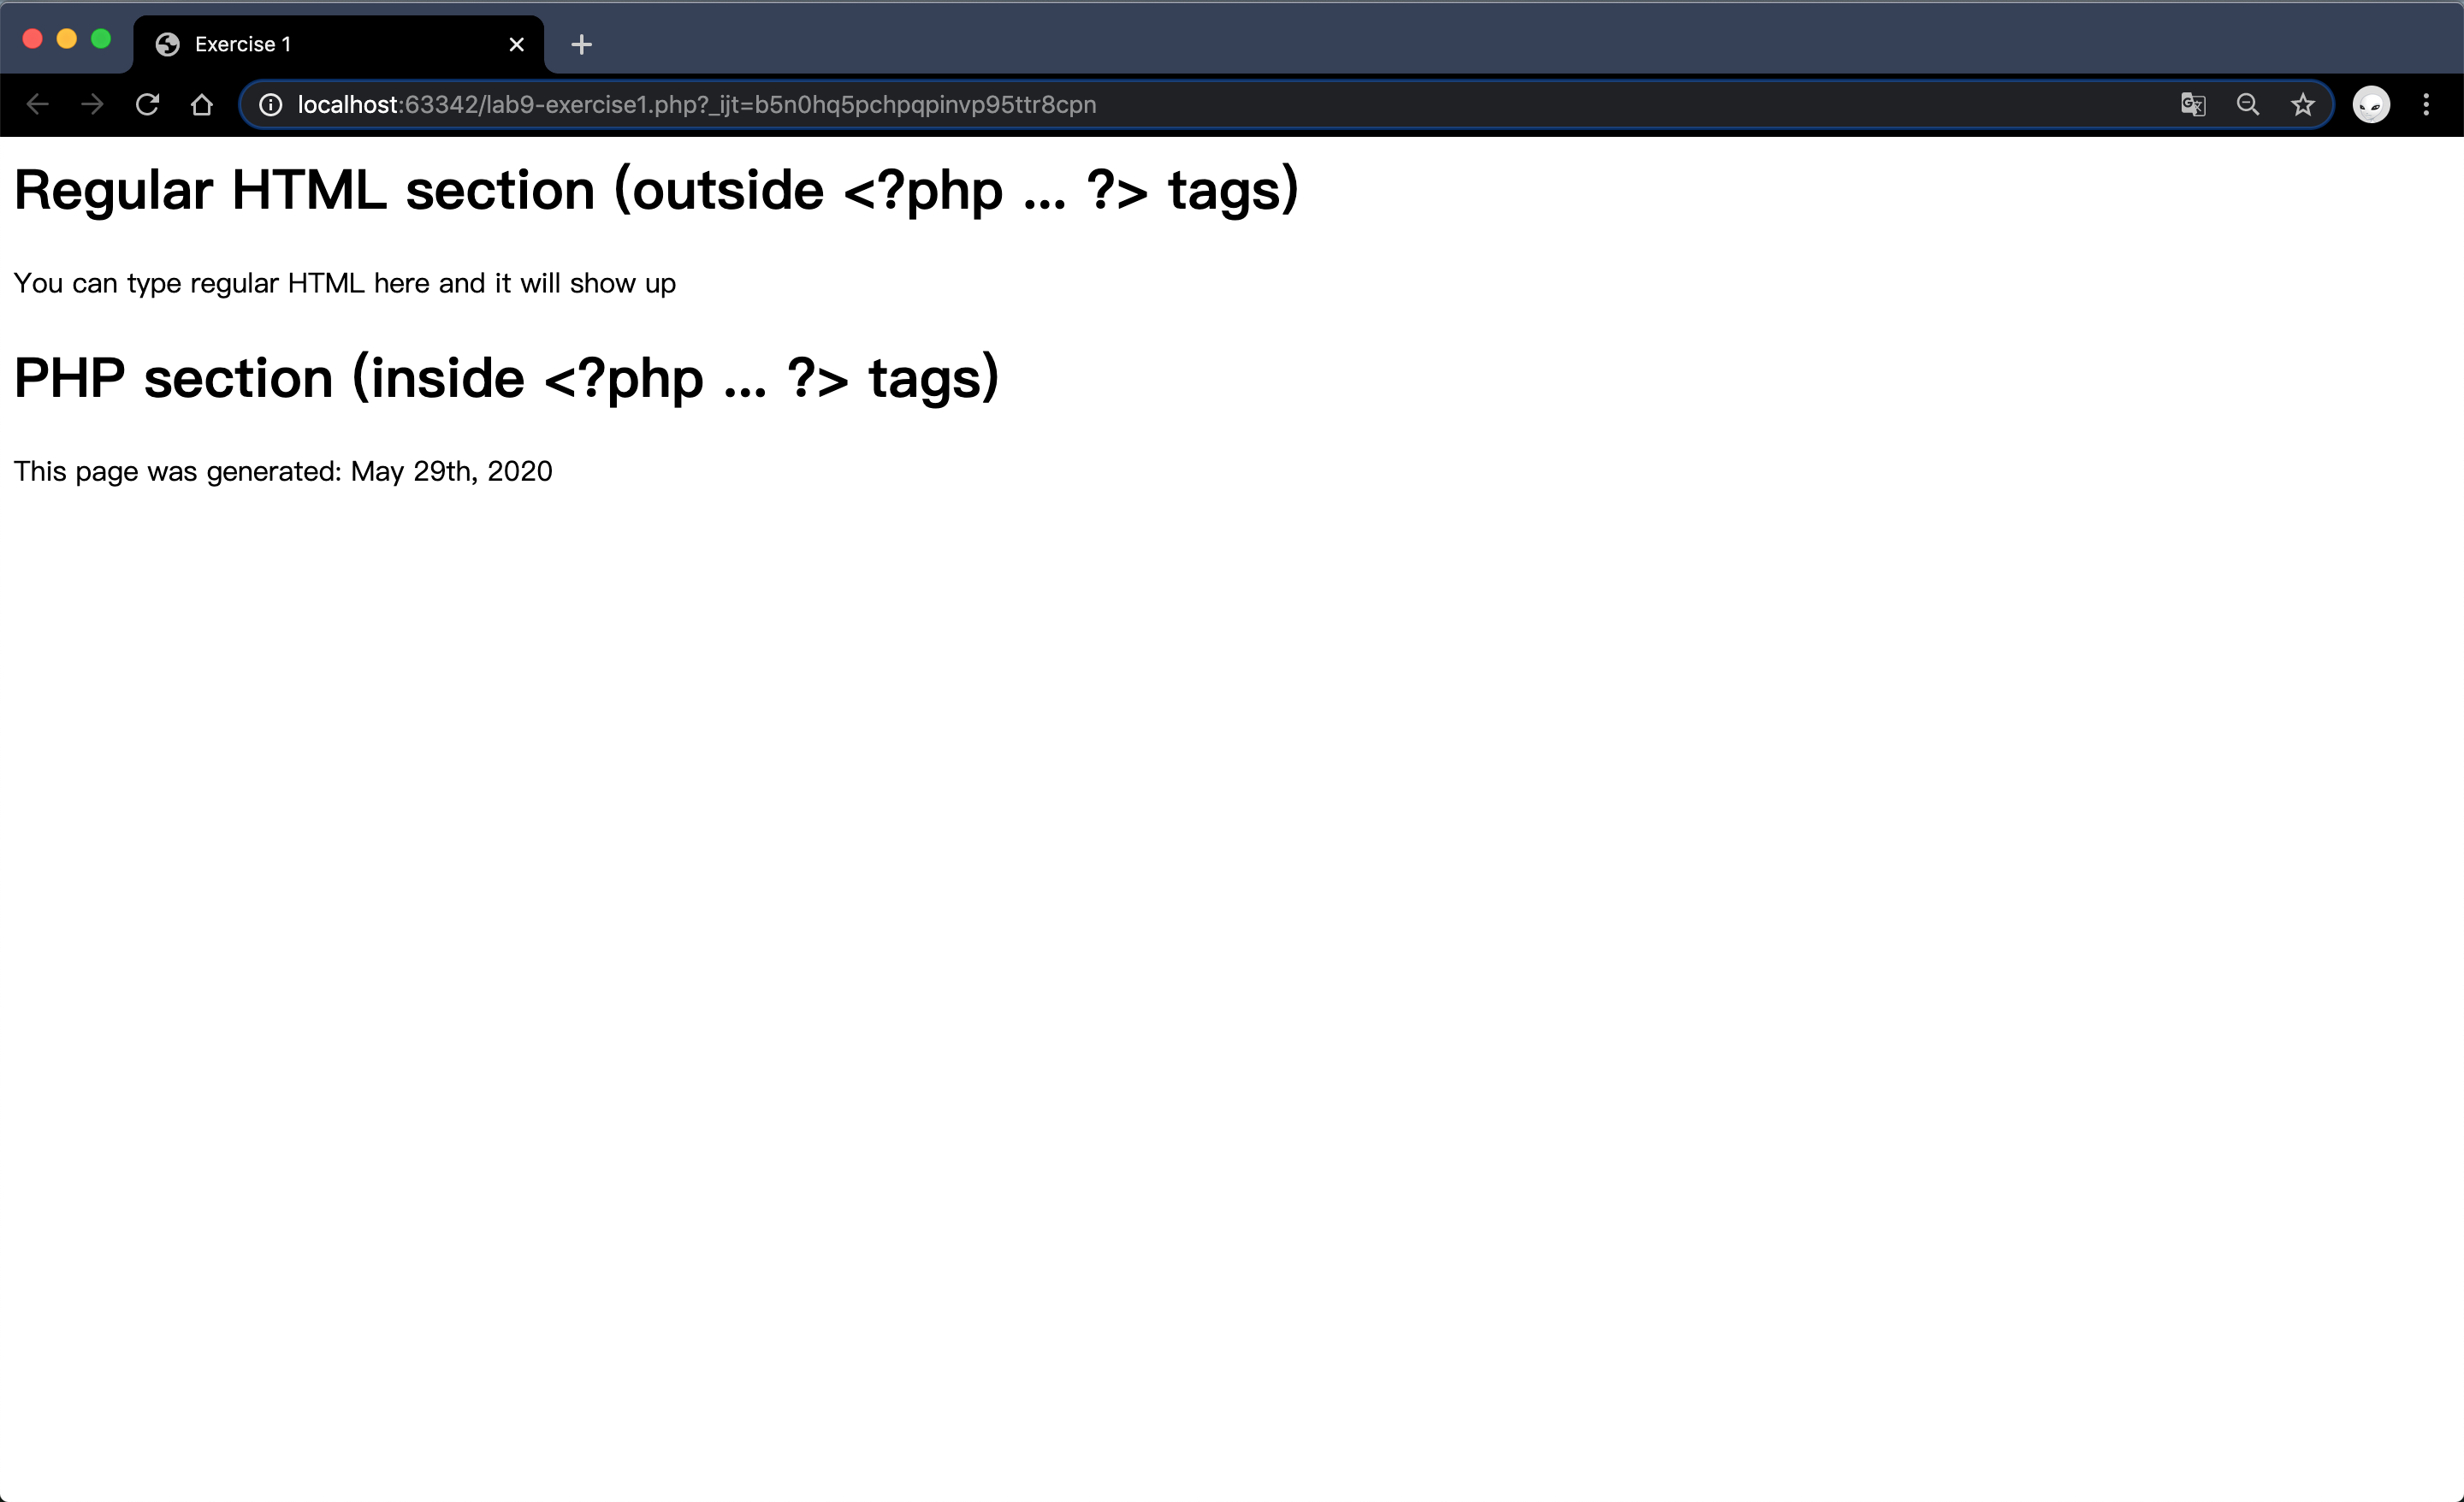 Exercise 1
localhost:63342/lab9-exercise1.php?_ijt=b5n0hq5pchpqpinvp95ttr8cpn
Regular HTML section (outside <?php ... ?> tags)
You can type regular HTML here and it will show up
PHP section (inside <?php ... ?> tags)
This page was generated: May 29th, 2020